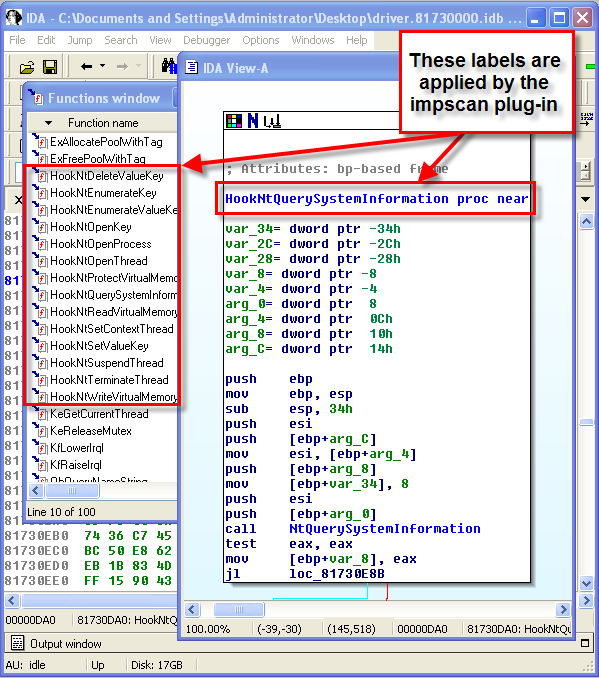 IDA - C:\Documents and Settings\Administrator\Desktop\driver.81730000.idb ...
File Edit Jump Search View Debugger Options Windows Help
These labels are
applied by the
impscan plug-in
IDA View-A
Functions window
Function name
ExAllocatePoolWithTag
ExFreePoolWithTag
HookNtDeleteValueKey
HookNtEnumerateKey
HookNtEnumerateValueKe
HookNtOpenKey
HookNtOpenProcess
HookNtOpenThread
HookNtProtectVirtualMemo
HookNtQuerySystemInform
HookNtReadVirtualMemory
HookNtSetContextThread
HookNtSetValueKey
HookNtSuspendThread
HookNtTerminateThread
HookNtWriteVirtualMemory
KeGetCurrentThread
KeReleaseMutex
KfLowerIrql
KfRaiseIrql
ObQueryNameString
Line 10 of 100
; Attributes: bp-based frame
HookNtQuerySystemInformation proc near
var_34= dword ptr -34h
var_2C= dword ptr -2Ch
var_28= dword ptr -28h
var_8= dword ptr -8
var_4= dword ptr -4
arg_0= dword ptr 8
arg_4= dword ptr 0Ch
arg_8= dword ptr 10h
arg_C= dword ptr 14h
push ebp
mov ebp, esp
sub esp, 34h
push esi
push [ebp+arg_C]
mov esi, [ebp+arg_4]
push [ebp+arg_8]
mov [ebp+var_34], 8
push esi
push [ebp+arg_0]
call NtQuerySystemInformation
test eax, eax
mov [ebp+var_8], eax
jl loc_81730E8B
81730EB0 74 36 C7 45
81730EC0 BC 50 E8 62
81730ED0 EB 1B 83 4D
81730EE0 FF 15 90 43
00000DA0 81730DA0: HookNtQ
100.00% (-39,-30) (145,518) 00000DA0 81730DA0: HookNtQu
Output window
AU: idle Up Disk: 17GB